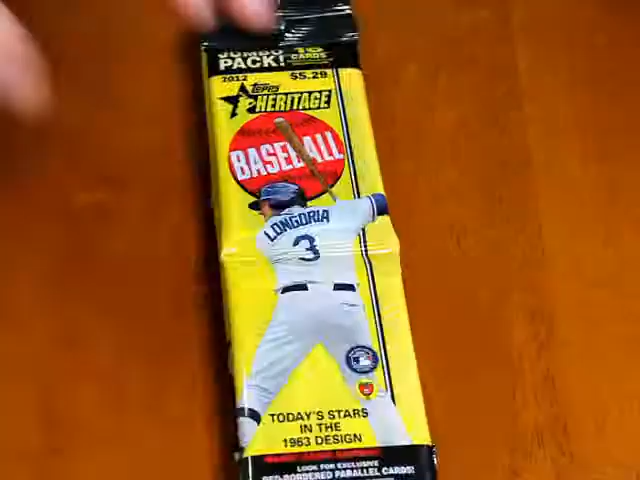 JUMBO
PACK! 18
CARDS
2012 $5.29
TOPPS
HERITAGE
BASEBALL
LONGORIA
3
TODAY'S STARS
IN THE
1963 DESIGN
LOOK FOR EXCLUSIVE
RED-BORDERED PARALLEL CARDS!